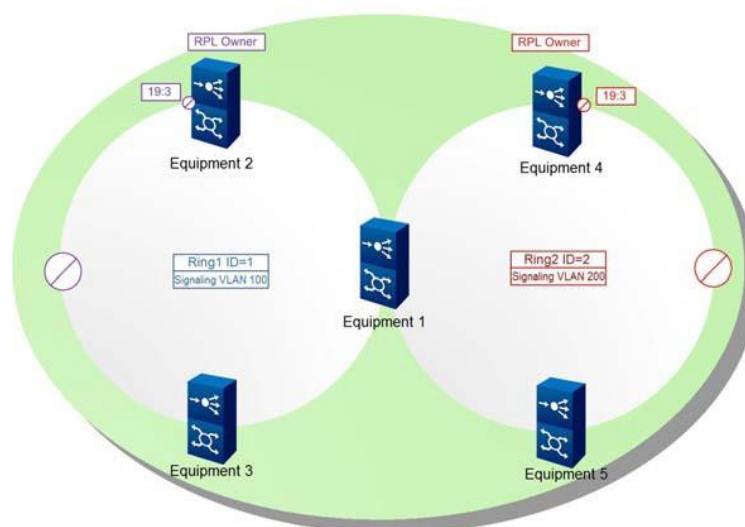 RPL Owner
RPL Owner
19:3
19:3
Equipment 2
Equipment 4
Ring1 ID=1
Signaling VLAN 100
Ring2 ID=2
Signaling VLAN 200
Equipment 1
Equipment 3
Equipment 5